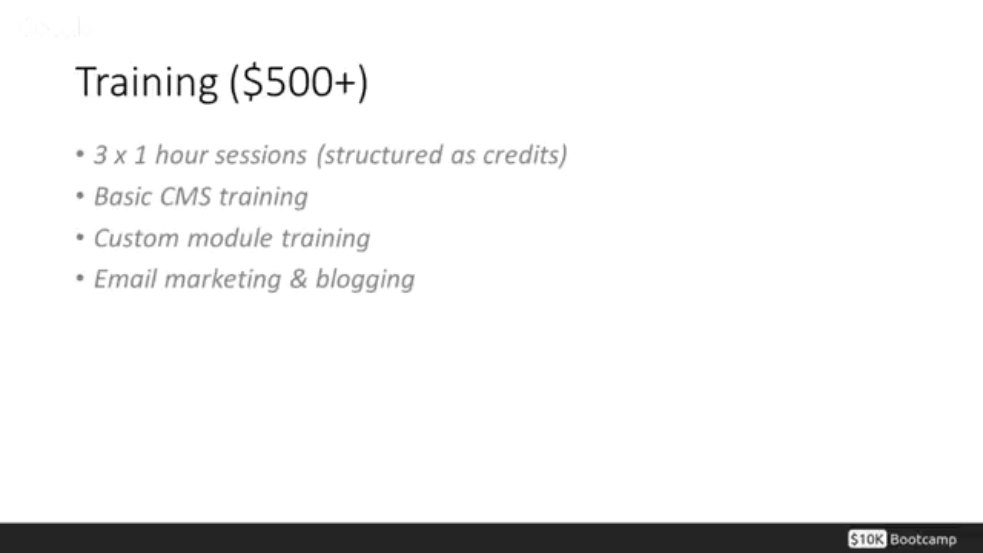 Training ($500+)
• 3 x 1 hour sessions (structured as credits)
• Basic CMS training
• Custom module training
• Email marketing & blogging
$10K Bootcamp